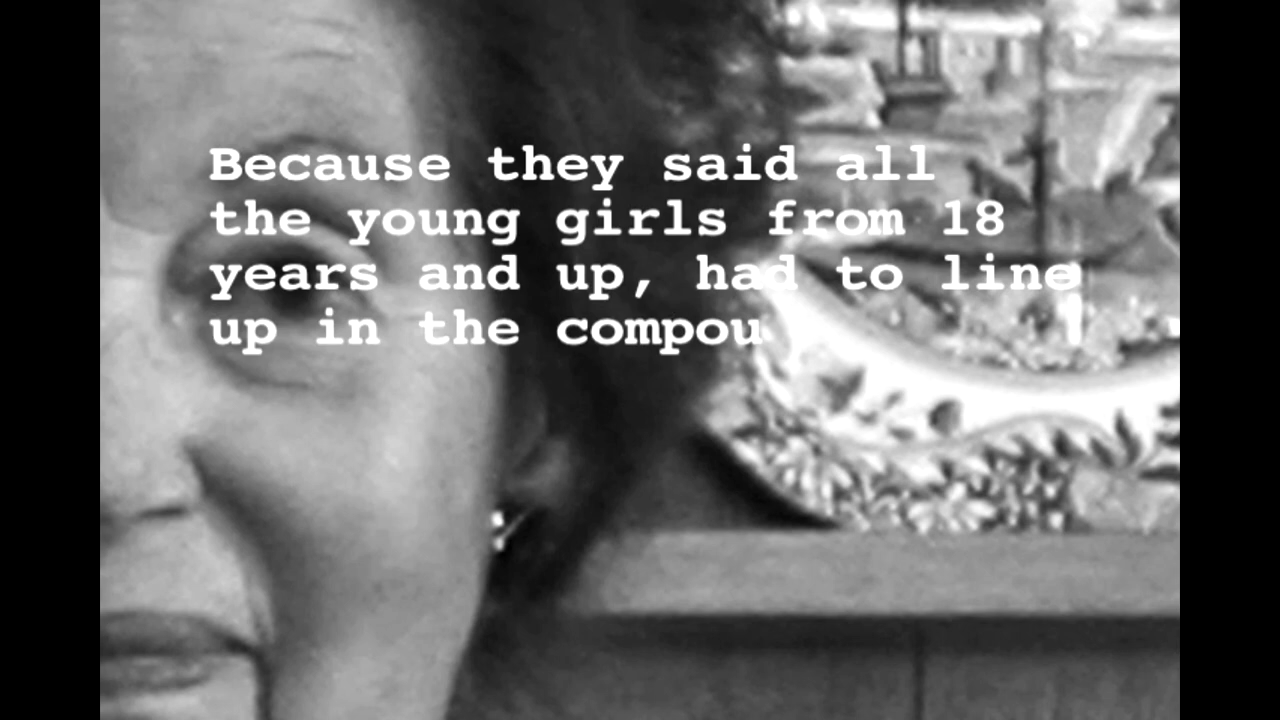 Because they said all
the young girls from 18
years and up, had to line
up in the compou